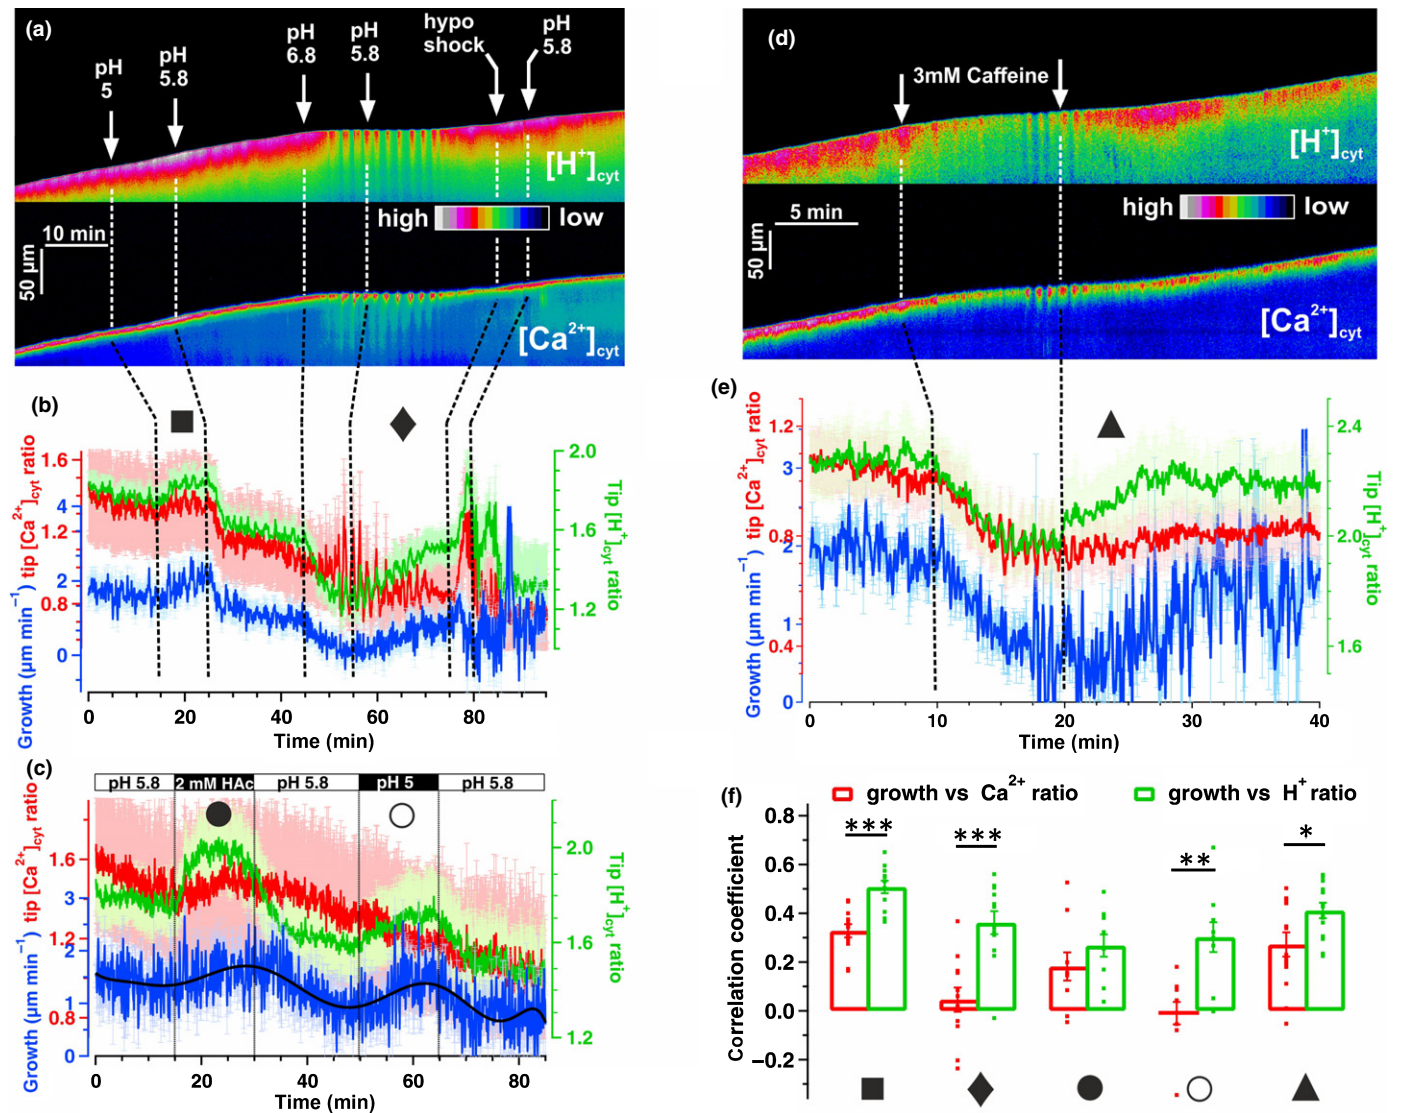 (a)
pH
5
pH
5.8
pH
6.8
pH
5.8
hypo
shock
pH
5.8
[H+]cyt
high low
10 min
50 µm
[Ca2+]cyt
(d)
3mM Caffeine
[H+]cyt
high low
5 min
50 µm
[Ca2+]cyt
(b)
Growth (µm min−1) tip [Ca2+]cyt ratio
1.6
4
1.2
2
0.8
0
2.0
1.6
1.2
Tip [H+]cyt ratio
0 20 40 60 80
Time (min)
(e)
Growth (µm min−1) tip [Ca2+]cyt ratio
1.2
3
0.8
2
1
0.4
0
2.4
2.0
1.6
Tip [H+]cyt ratio
0 10 20 30 40
Time (min)
(c)
pH 5.8 2 mM HAc pH 5.8 pH 5 pH 5.8
Growth (µm min−1) tip [Ca2+]cyt ratio
1.6
3
1.2
2
1
0.8
0
2.0
1.6
1.2
Tip [H+]cyt ratio
0 20 40 60 80
Time (min)
(f)
growth vs Ca2+ ratio growth vs H+ ratio
Correlation coefficient
0.8
0.6
0.4
0.2
0.0
−0.2
*** *** ** *